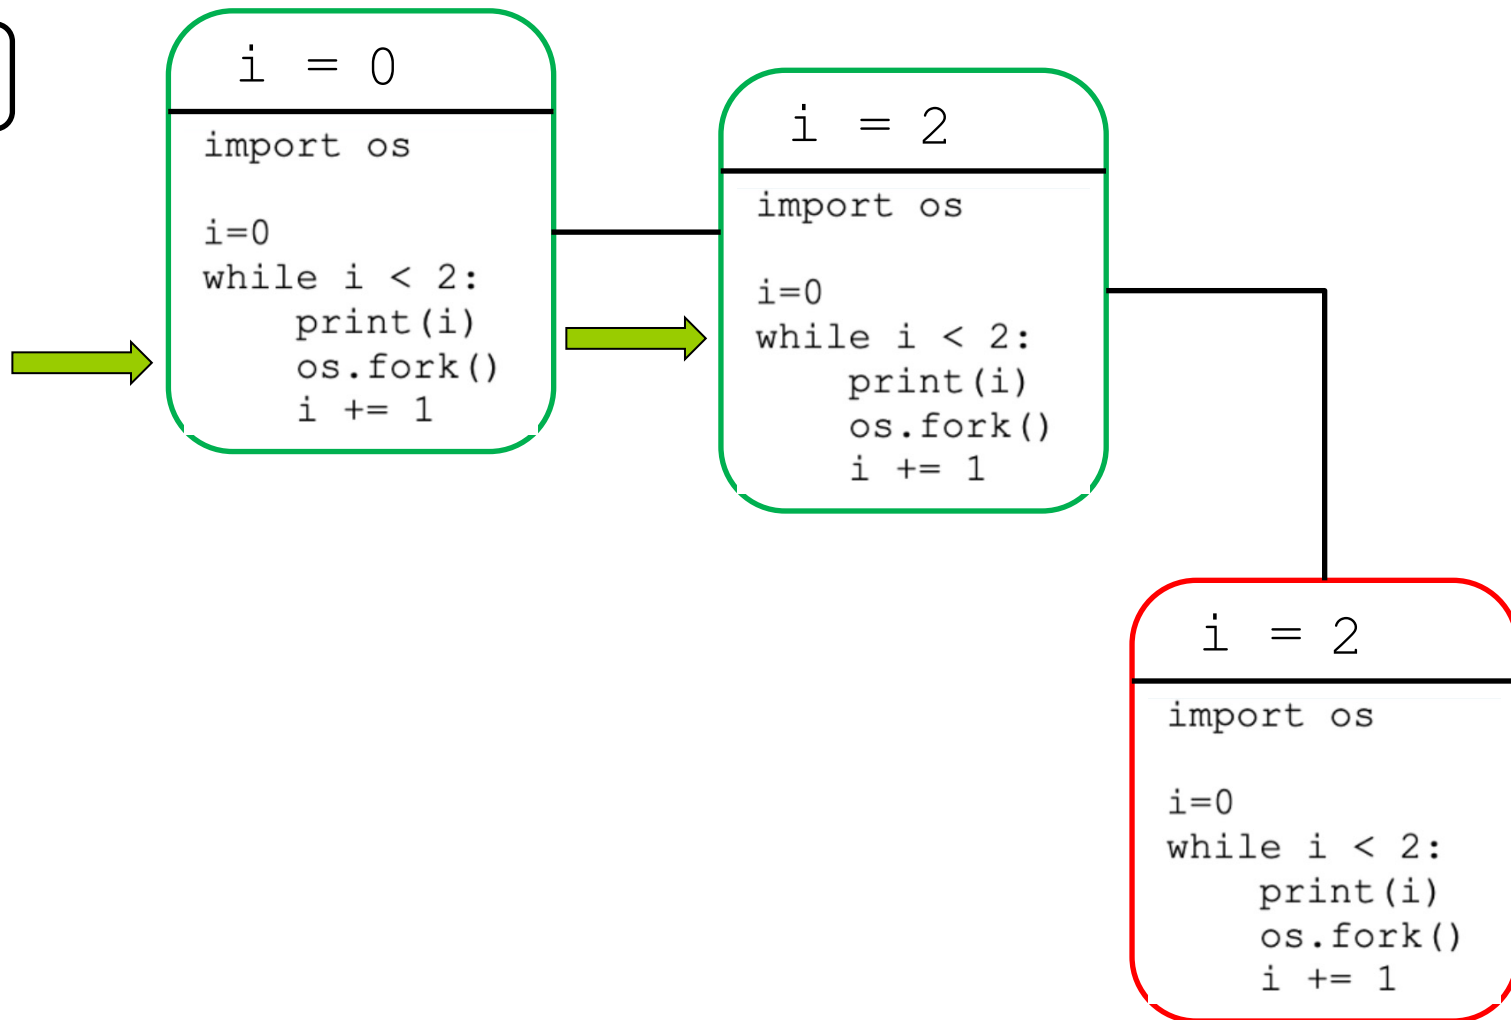 i = 0
import os
i=0
while i < 2:
    print(i)
    os.fork()
    i += 1
i = 2
import os
i=0
while i < 2:
    print(i)
    os.fork()
    i += 1
i = 2
import os
i=0
while i < 2:
    print(i)
    os.fork()
    i += 1